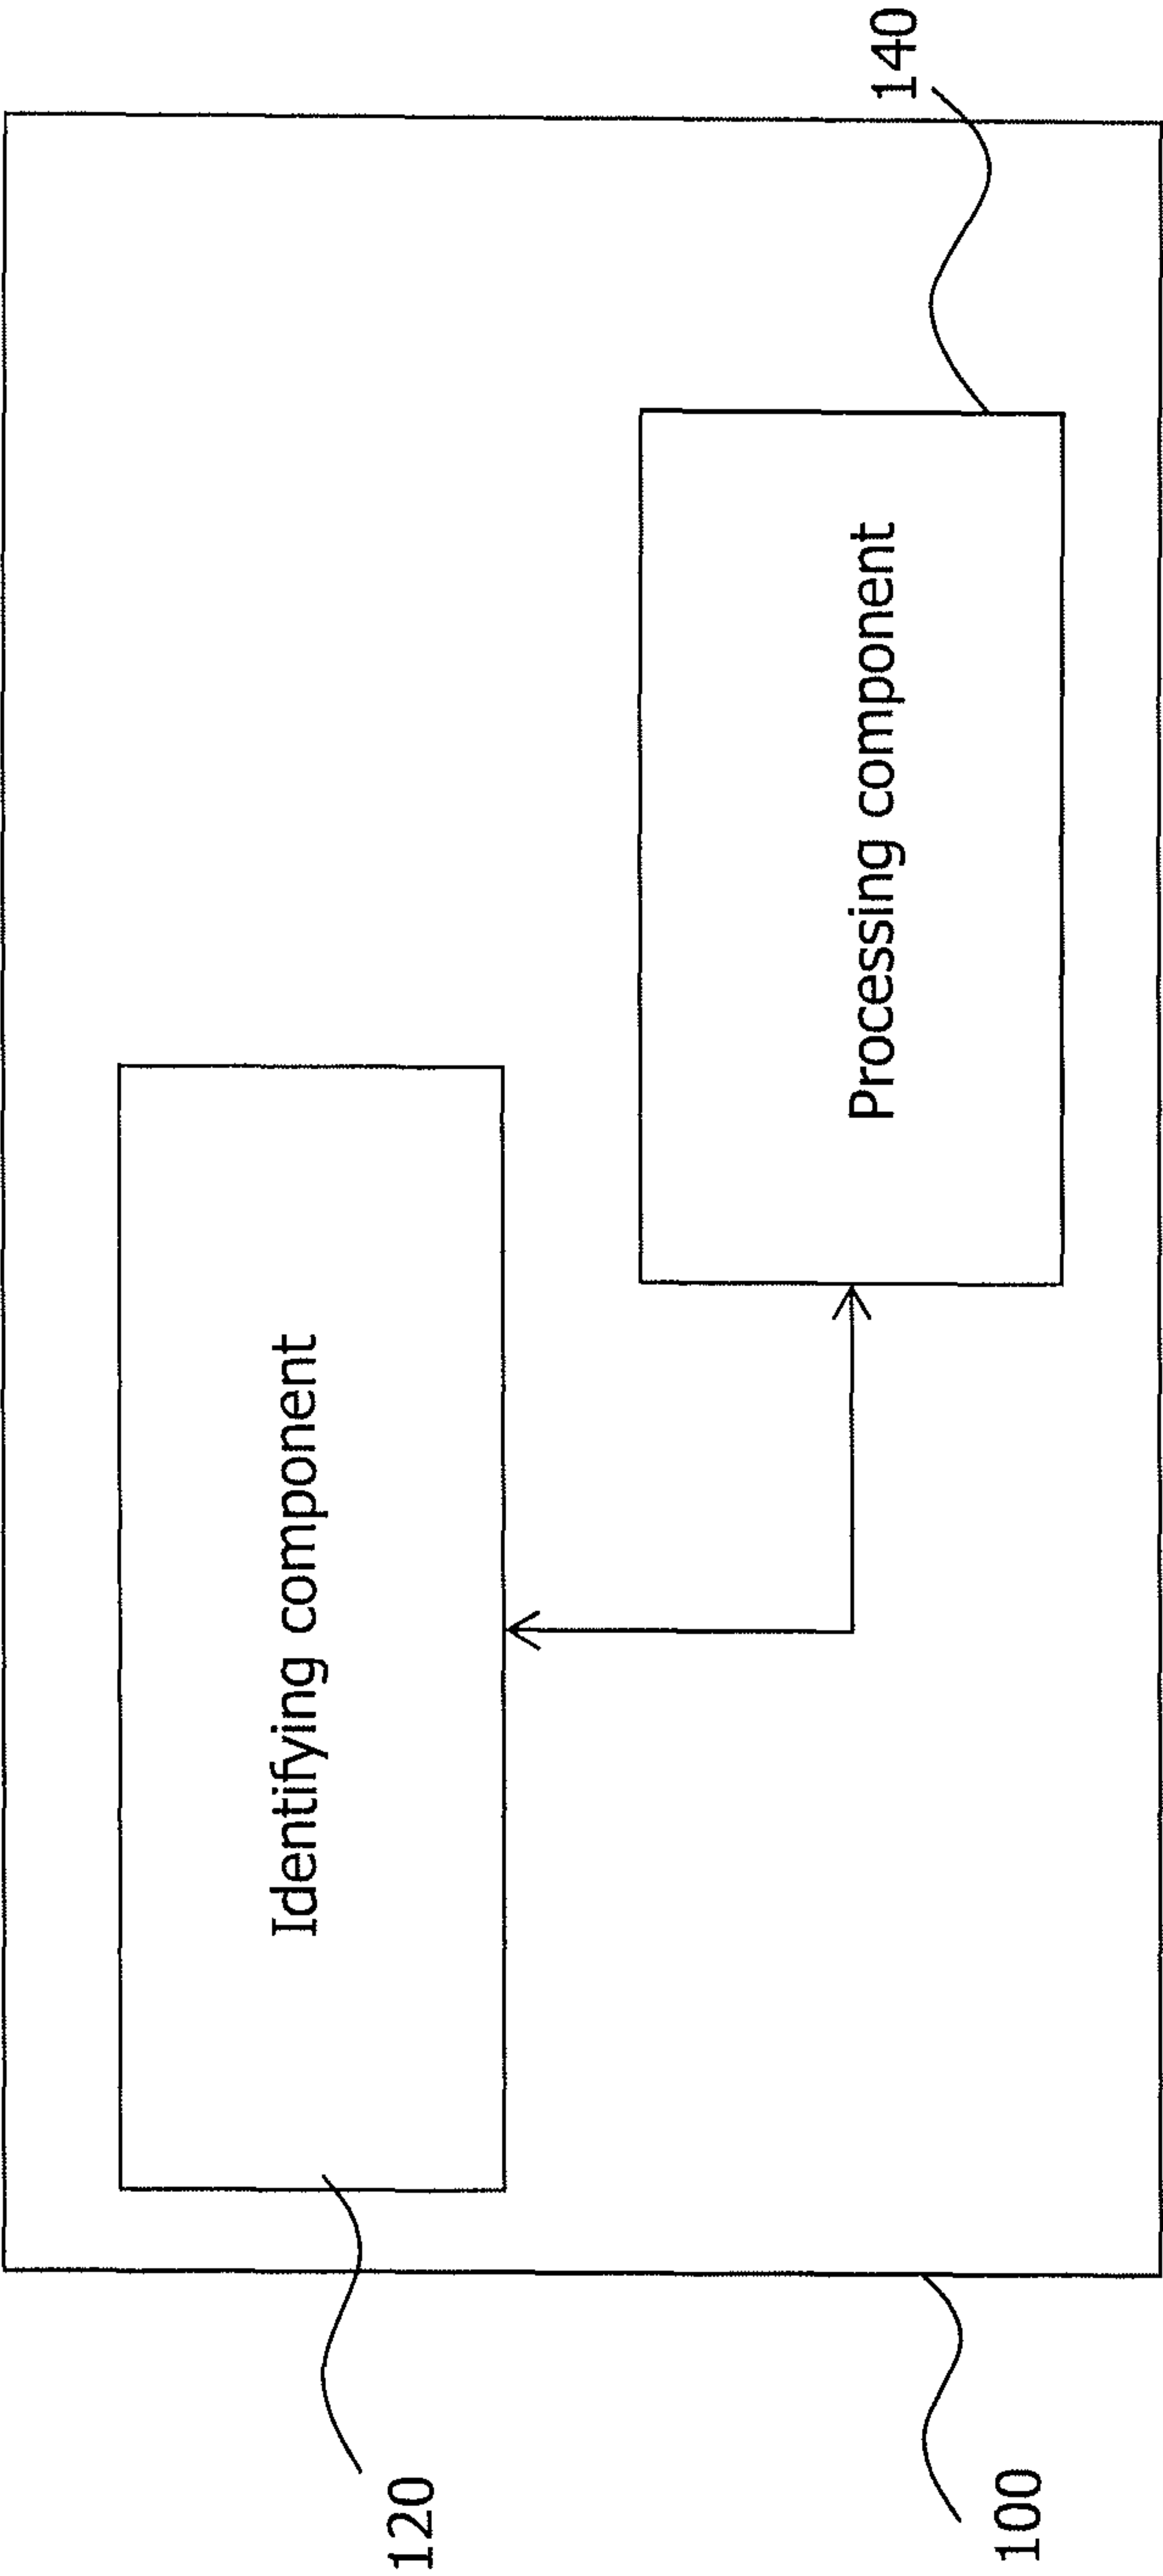 Identifying component
Processing component
120
140
100